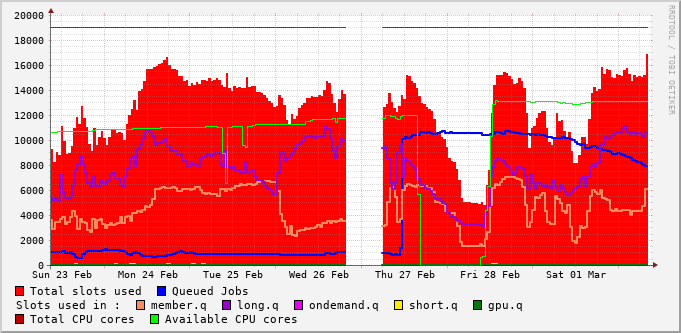 RRDTOOL / TOBI OETIKER
20000
18000
16000
14000
12000
10000
8000
6000
4000
2000
0
Sun 23 Feb Mon 24 Feb Tue 25 Feb Wed 26 Feb Thu 27 Feb Fri 28 Feb Sat 01 Mar
Total slots used Queued Jobs
Slots used in : member.q long.q ondemand.q short.q gpu.q
Total CPU cores Available CPU cores